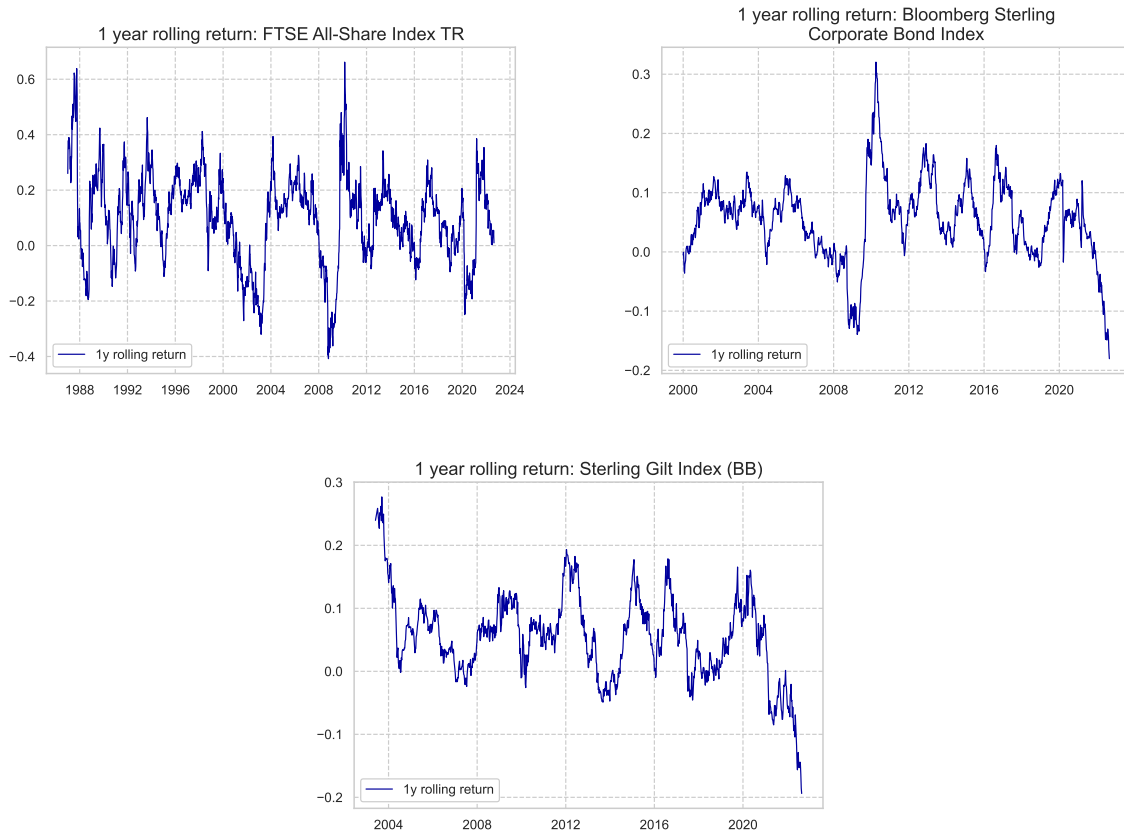 1 year rolling return: FTSE All-Share Index TR
0.6
0.4
0.2
0.0
−0.2
−0.4
1y rolling return
1988 1992 1996 2000 2004 2008 2012 2016 2020 2024
1 year rolling return: Bloomberg Sterling
Corporate Bond Index
0.3
0.2
0.1
0.0
−0.1
−0.2
1y rolling return
2000 2004 2008 2012 2016 2020
1 year rolling return: Sterling Gilt Index (BB)
0.3
0.2
0.1
0.0
−0.1
−0.2
1y rolling return
2004 2008 2012 2016 2020